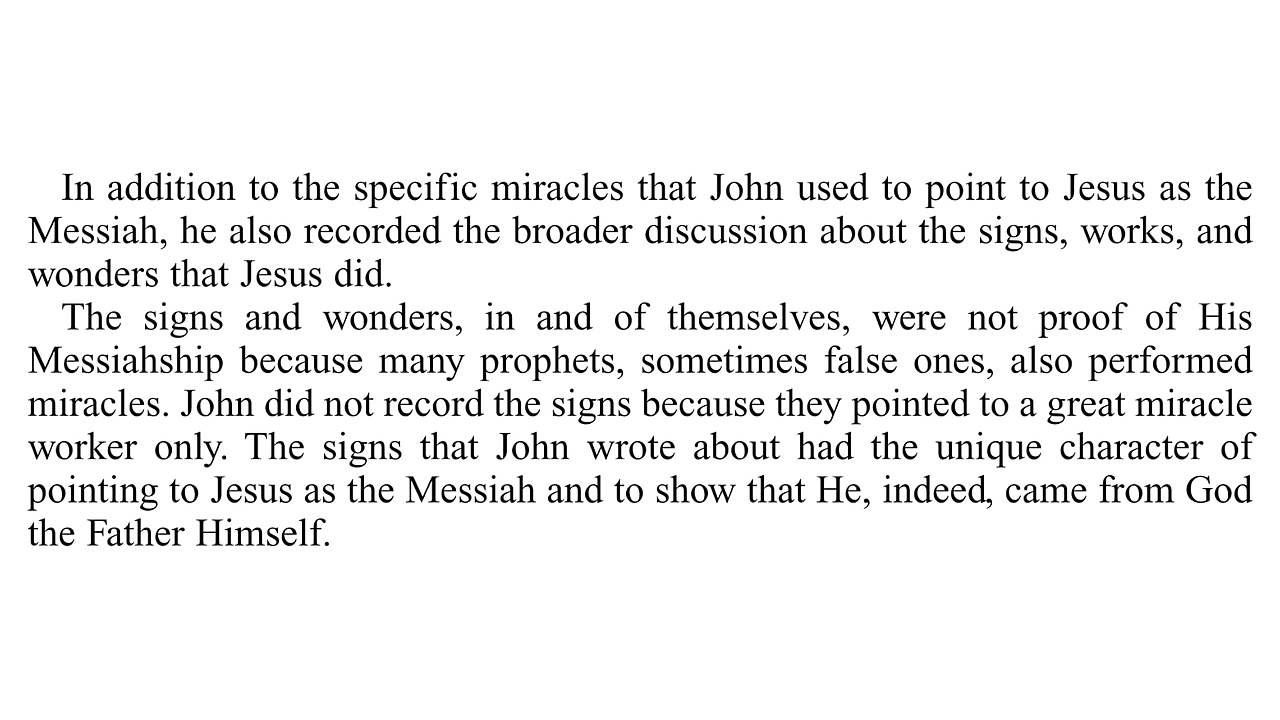 In addition to the specific miracles that John used to point to Jesus as the
Messiah, he also recorded the broader discussion about the signs, works, and
wonders that Jesus did.
The signs and wonders, in and of themselves, were not proof of His
Messiahship because many prophets, sometimes false ones, also performed
miracles. John did not record the signs because they pointed to a great miracle
worker only. The signs that John wrote about had the unique character of
pointing to Jesus as the Messiah and to show that He, indeed, came from God
the Father Himself.